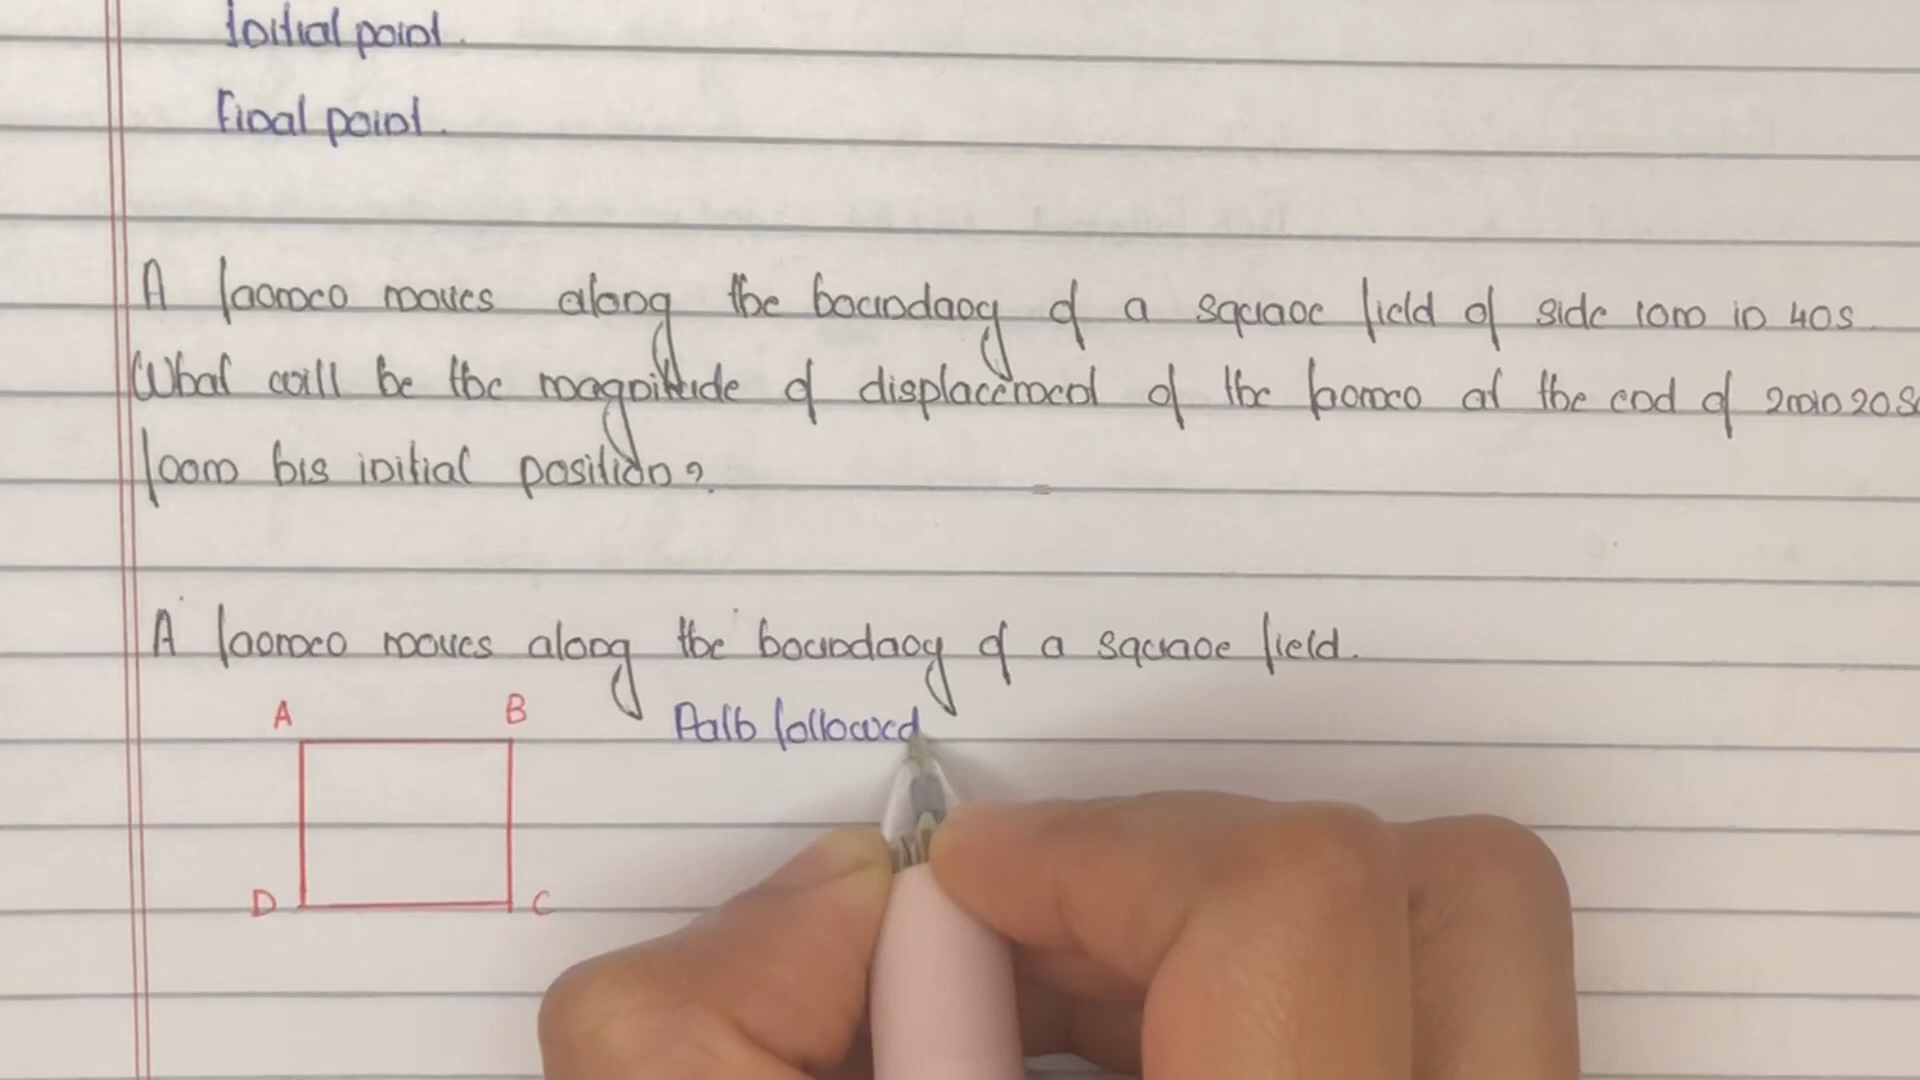 Initial point.
Final point.
A farmer moves along the boundary of a square field of side 10m in 40s.
What will be the magnitude of displacement of the farmer at the end of 2min 20s
from his initial position?
A farmer moves along the boundary of a square field.
A B
Path followed
D C